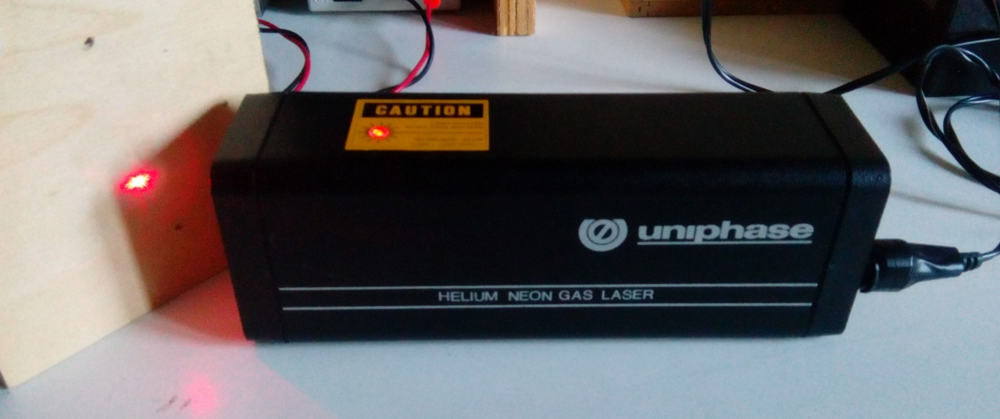 CAUTION
uniphase
HELIUM NEON GAS LASER